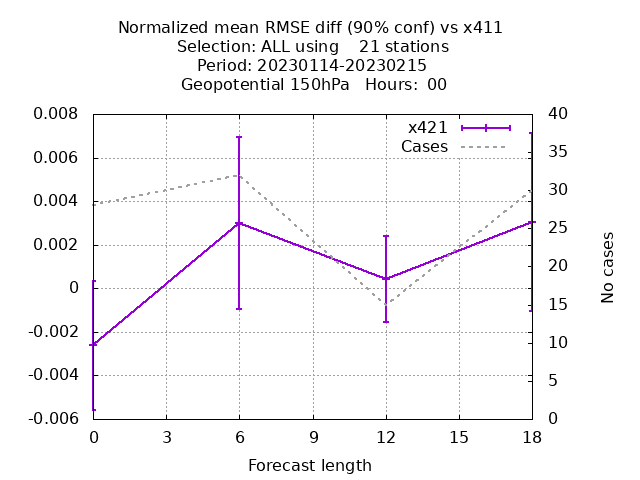 Normalized mean RMSE diff (90% conf) vs x411
Selection: ALL using 21 stations
Period: 20230114-20230215
Geopotential 150hPa Hours: 00
0.008
0.006
0.004
0.002
0
-0.002
-0.004
-0.006
40
35
30
25
20
15
10
5
0
x421
Cases
No cases
0 3 6 9 12 15 18
Forecast length